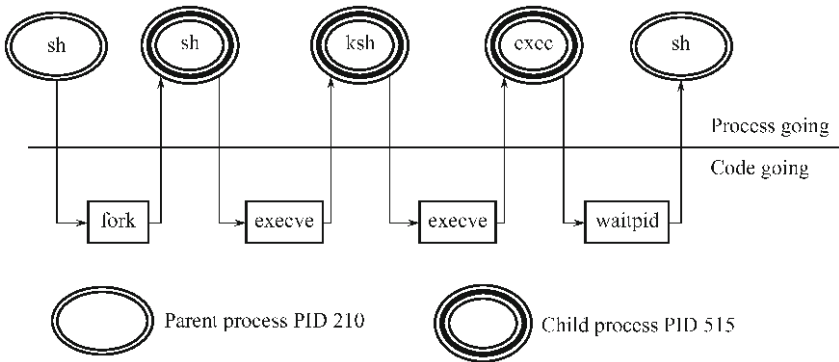 sh
sh
ksh
exec
sh
Process going
Code going
fork
execve
execve
waitpid
Parent process PID 210
Child process PID 515